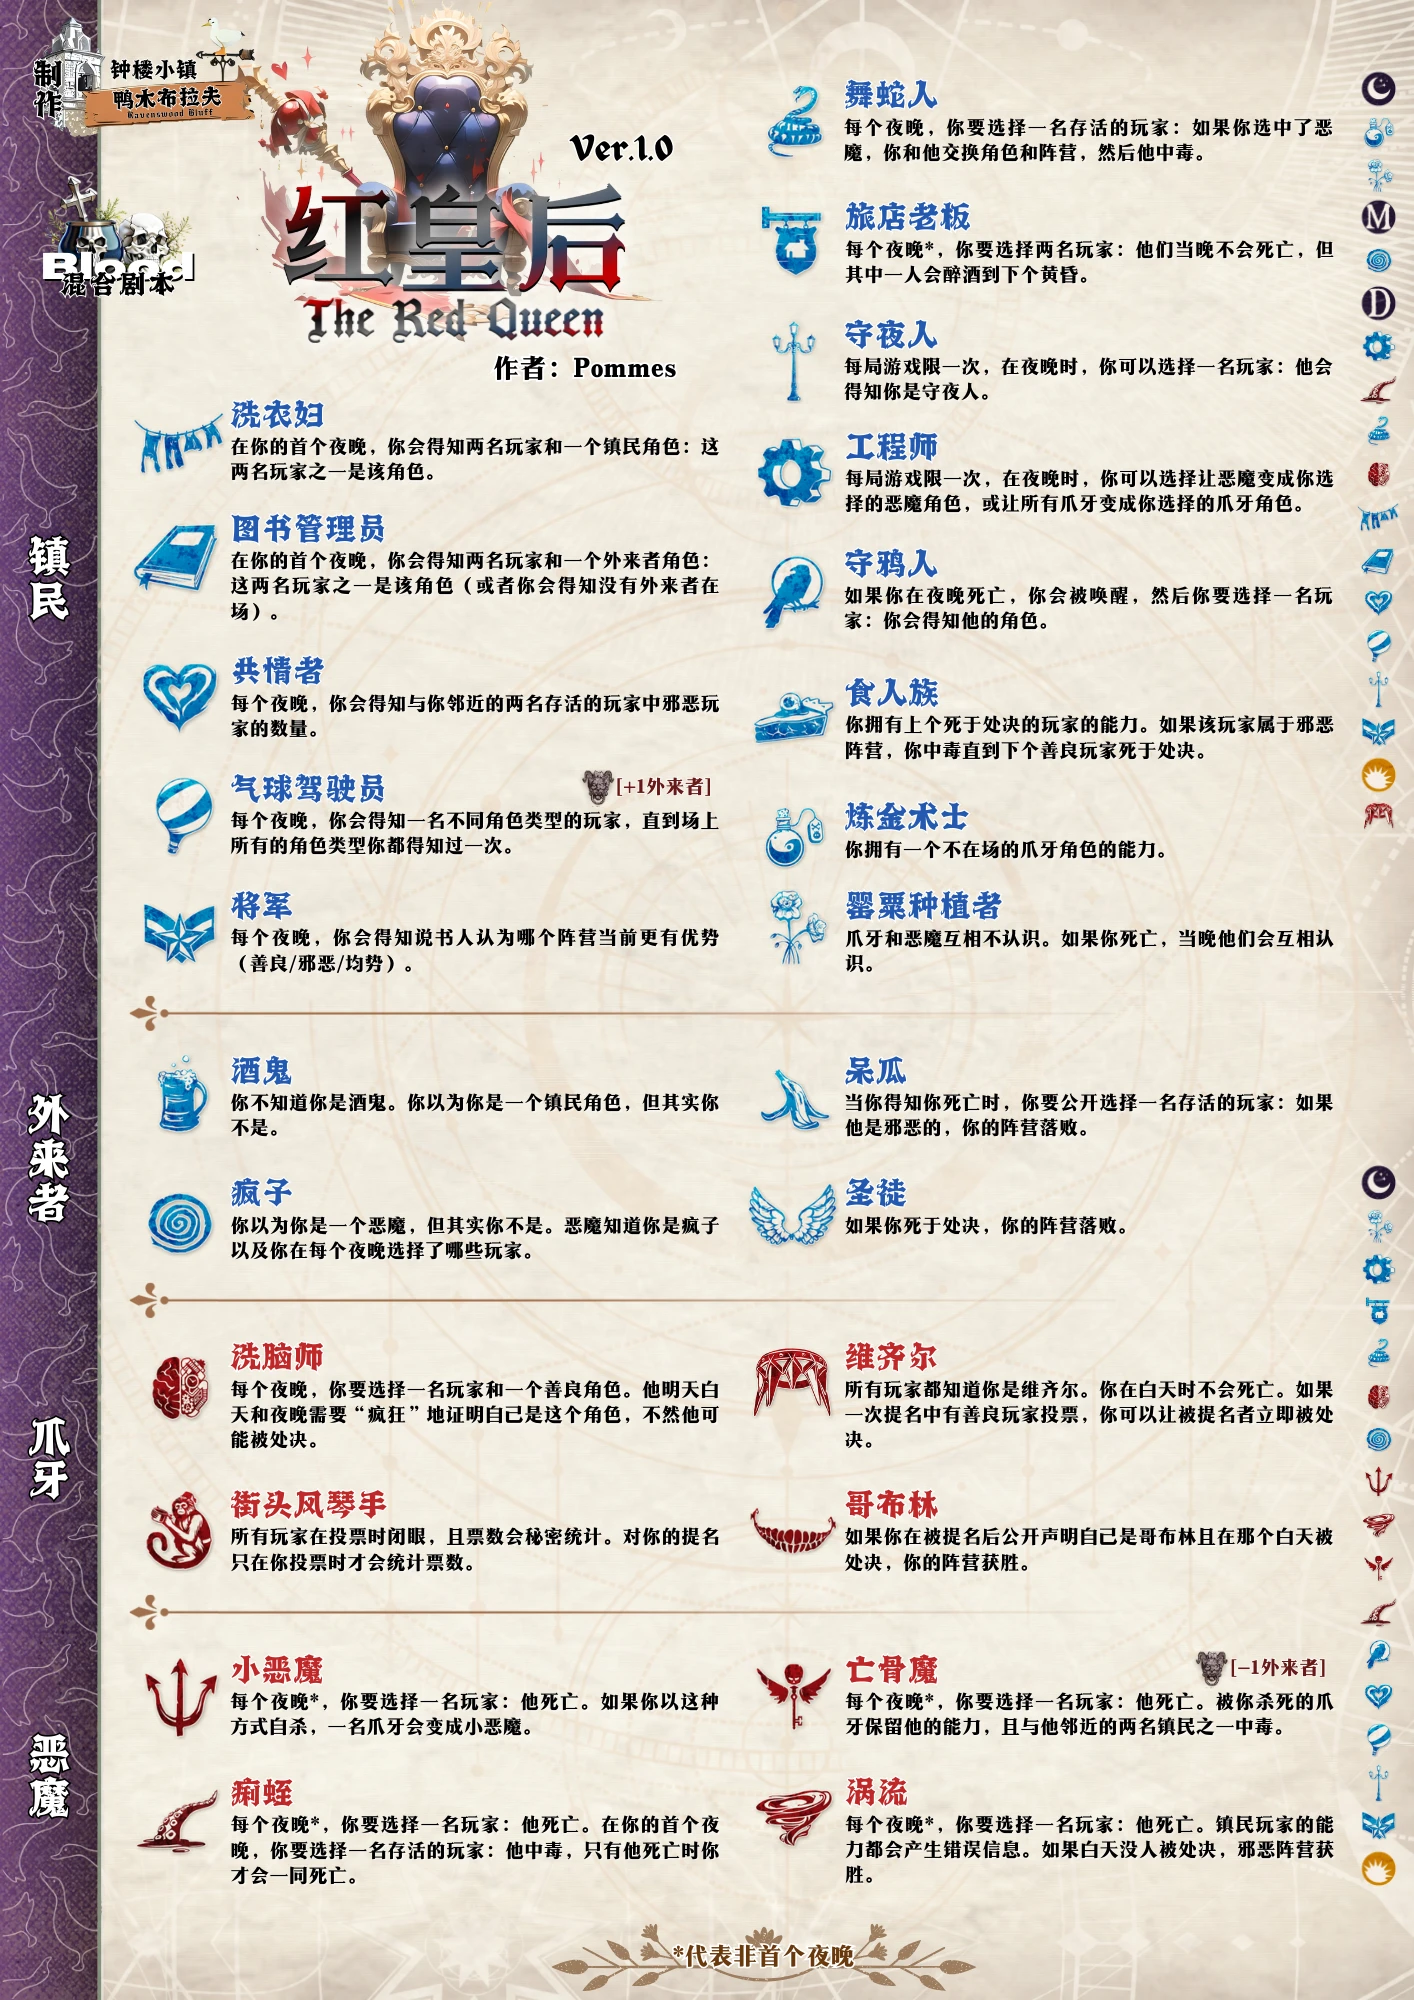 制作
钟楼小镇
鸭木布拉夫
Ravenswood Bluff
Blood
混合剧本
Ver.1.0
红皇后
The Red Queen
作者：Pommes
镇民
洗衣妇
在你的首个夜晚，你会得知两名玩家和一个镇民角色：这
两名玩家之一是该角色。
图书管理员
在你的首个夜晚，你会得知两名玩家和一个外来者角色：
这两名玩家之一是该角色（或者你会得知没有外来者在
场）。
共情者
每个夜晚，你会得知与你邻近的两名存活的玩家中邪恶玩
家的数量。
气球驾驶员
[+1外来者]
每个夜晚，你会得知一名不同角色类型的玩家，直到场上
所有的角色类型你都得知过一次。
将军
每个夜晚，你会得知说书人认为哪个阵营当前更有优势
（善良/邪恶/均势）。
舞蛇人
每个夜晚，你要选择一名存活的玩家：如果你选中了恶
魔，你和他交换角色和阵营，然后他中毒。
旅店老板
每个夜晚*，你要选择两名玩家：他们当晚不会死亡，但
其中一人会醉酒到下个黄昏。
守夜人
每局游戏限一次，在夜晚时，你可以选择一名玩家：他会
得知你是守夜人。
工程师
每局游戏限一次，在夜晚时，你可以选择让恶魔变成你选
择的恶魔角色，或让所有爪牙变成你选择的爪牙角色。
守鸦人
如果你在夜晚死亡，你会被唤醒，然后你要选择一名玩
家：你会得知他的角色。
食人族
你拥有上个死于处决的玩家的能力。如果该玩家属于邪恶
阵营，你中毒直到下个善良玩家死于处决。
炼金术士
你拥有一个不在场的爪牙角色的能力。
罂粟种植者
爪牙和恶魔互相不认识。如果你死亡，当晚他们会互相认
识。
外来者
酒鬼
你不知道你是酒鬼。你以为你是一个镇民角色，但其实你
不是。
疯子
你以为你是一个恶魔，但其实你不是。恶魔知道你是疯子
以及你在每个夜晚选择了哪些玩家。
呆瓜
当你得知你死亡时，你要公开选择一名存活的玩家：如果
他是邪恶的，你的阵营落败。
圣徒
如果你死于处决，你的阵营落败。
爪牙
洗脑师
每个夜晚，你要选择一名玩家和一个善良角色。他明天白
天和夜晚需要“疯狂”地证明自己是这个角色，不然他可
能被处决。
街头风琴手
所有玩家在投票时闭眼，且票数会秘密统计。对你的提名
只在你投票时才会统计票数。
维齐尔
所有玩家都知道你是维齐尔。你在白天时不会死亡。如果
一次提名中有善良玩家投票，你可以让被提名者立即被处
决。
哥布林
如果你在被提名后公开声明自己是哥布林且在那个白天被
处决，你的阵营获胜。
恶魔
小恶魔
每个夜晚*，你要选择一名玩家：他死亡。如果你以这种
方式自杀，一名爪牙会变成小恶魔。
痢蛭
每个夜晚*，你要选择一名玩家：他死亡。在你的首个夜
晚，你要选择一名存活的玩家：他中毒，只有他死亡时你
才会一同死亡。
亡骨魔
[−1外来者]
每个夜晚*，你要选择一名玩家：他死亡。被你杀死的爪
牙保留他的能力，且与他邻近的两名镇民之一中毒。
涡流
每个夜晚*，你要选择一名玩家：他死亡。镇民玩家的能
力都会产生错误信息。如果白天没人被处决，邪恶阵营获
胜。
M
D
*代表非首个夜晚